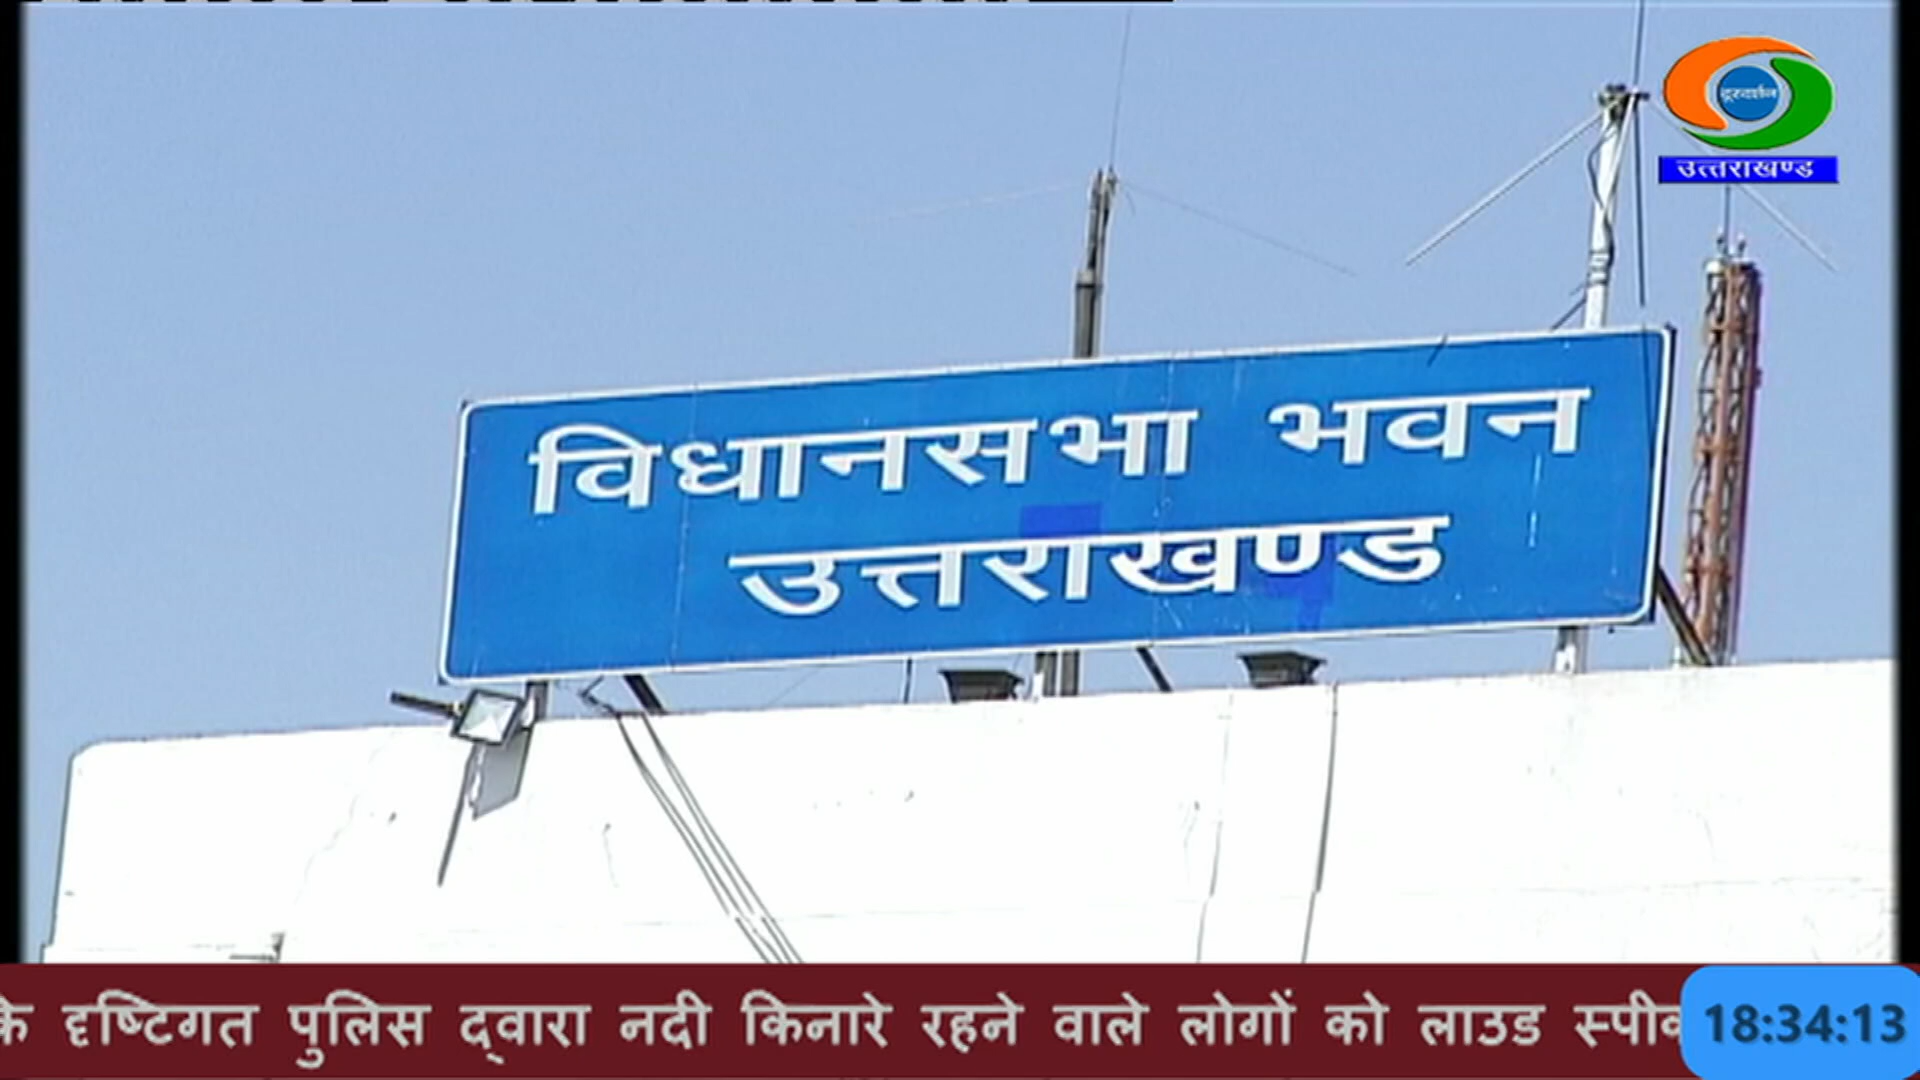 दूरदर्शन
उत्तराखण्ड
विधानसभा भवन
उत्तराखण्ड
दृष्टिगत पुलिस द्वारा नदी किनारे रहने वाले लोगों को लाउड
18:34:13